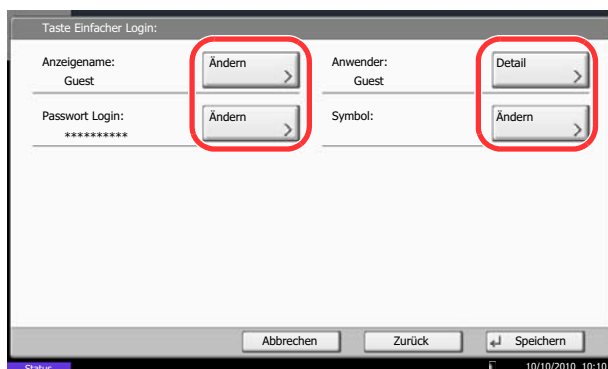 Taste Einfacher Login:
Anzeigename:
Guest
Ändern
Anwender:
Guest
Detail
Passwort Login:
**********
Ändern
Symbol:
Ändern
Abbrechen
Zurück
Speichern
Status
10/10/2010 10:10